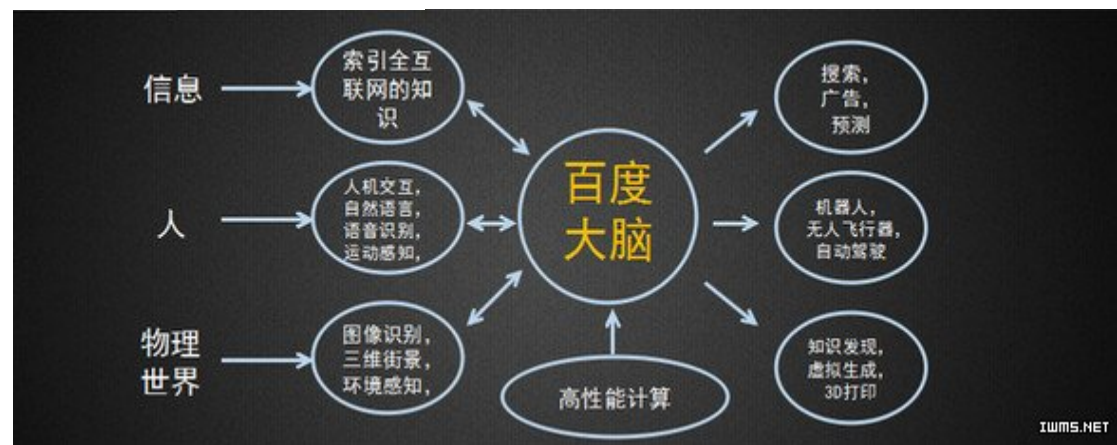 信息
索引全互
联网的知
识
人
人机交互,
自然语言,
语音识别,
运动感知,
物理
世界
图像识别,
三维街景,
环境感知,
百度
大脑
高性能计算
搜索,
广告,
预测
机器人,
无人飞行器,
自动驾驶
知识发现,
虚拟生成,
3D打印
IWMS.NET